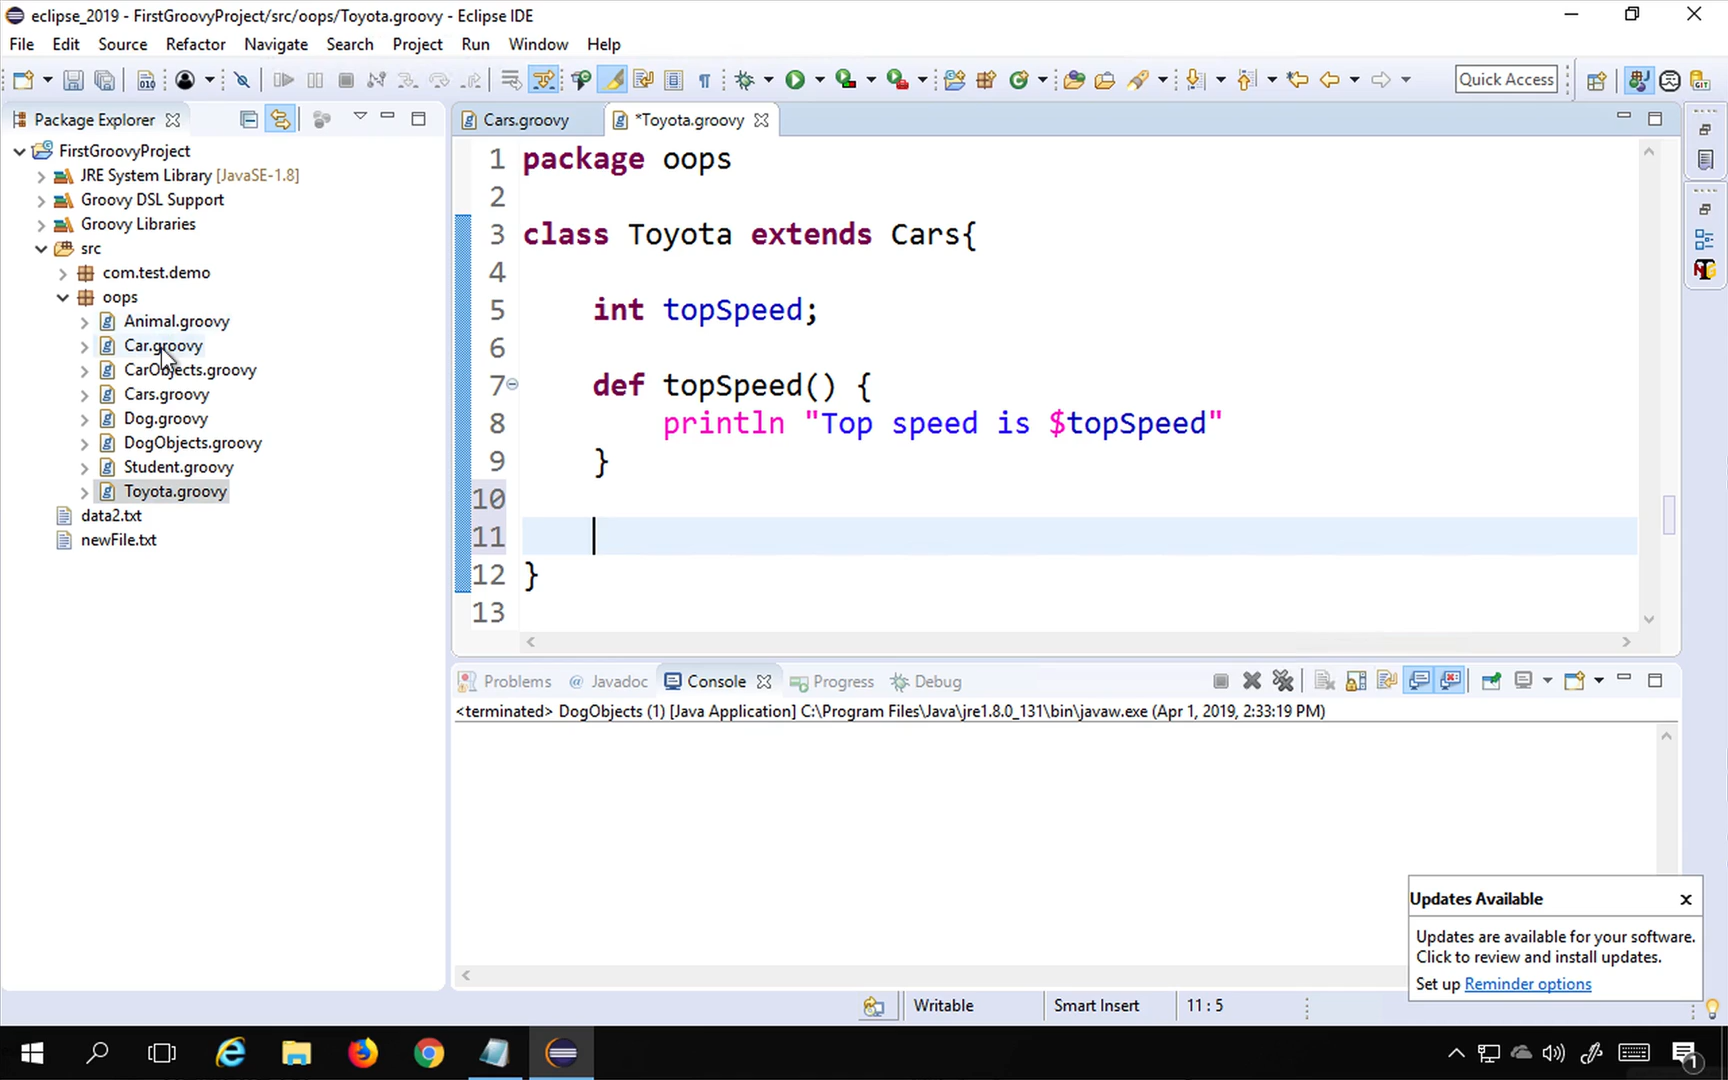 eclipse_2019 - FirstGroovyProject/src/oops/Toyota.groovy - Eclipse IDE
File Edit Source Refactor Navigate Search Project Run Window Help
010
Quick Access
GIT
Package Explorer
FirstGroovyProject
JRE System Library [JavaSE-1.8]
Groovy DSL Support
Groovy Libraries
src
com.test.demo
oops
Animal.groovy
Car.groovy
CarObjects.groovy
Cars.groovy
Dog.groovy
DogObjects.groovy
Student.groovy
Toyota.groovy
data2.txt
newFile.txt
Cars.groovy *Toyota.groovy
1 package oops
2
3 class Toyota extends Cars{
4
5 int topSpeed;
6
7 def topSpeed() {
8 println "Top speed is $topSpeed"
9 }
10
11
12 }
13
Problems @ Javadoc Console Progress Debug
<terminated> DogObjects (1) [Java Application] C:\Program Files\Java\jre1.8.0_131\bin\javaw.exe (Apr 1, 2019, 2:33:19 PM)
Updates Available x
Updates are available for your software.
Click to review and install updates.
Set up Reminder options
Writable Smart Insert 11 : 5
1